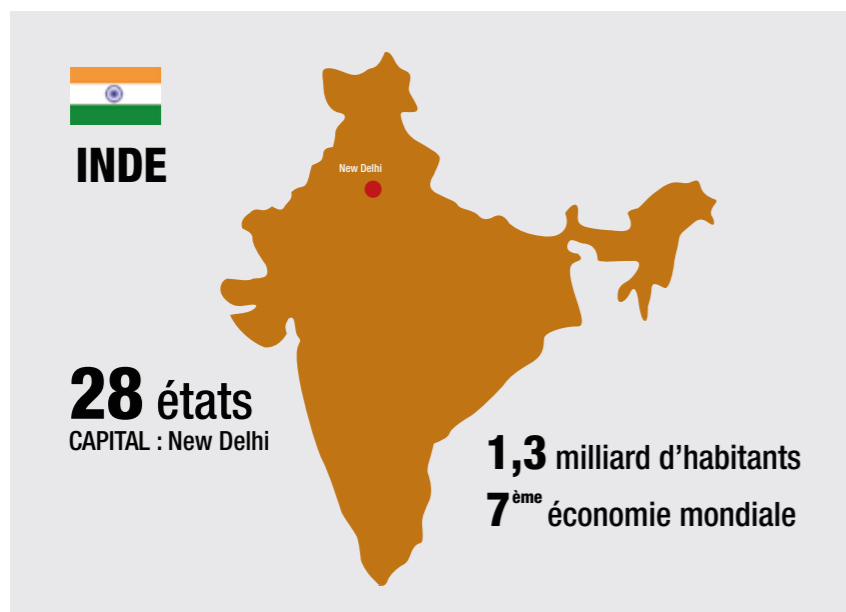 INDE
New Delhi
28 états
CAPITAL : New Delhi
1,3 milliard d’habitants
7ème économie mondiale